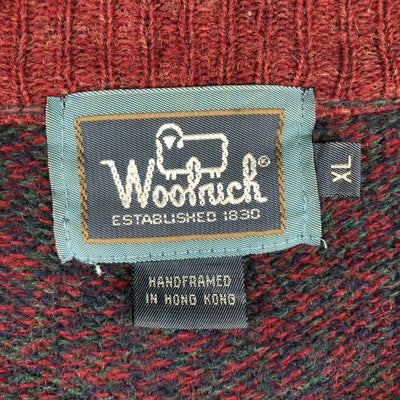 Woolrich®
ESTABLISHED 1830
XL
HANDFRAMED
IN HONG KONG